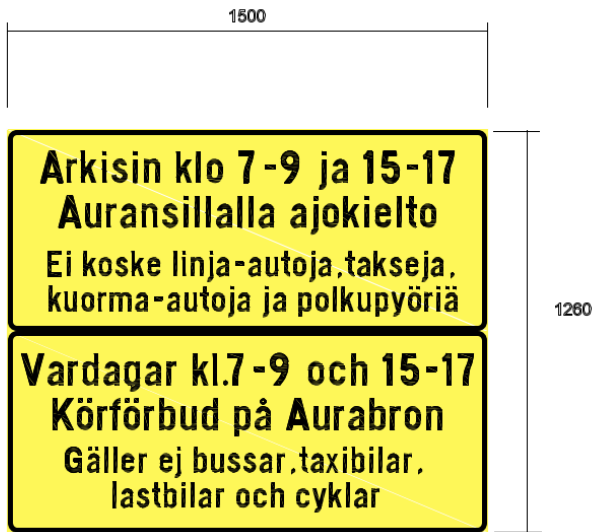 1500
Arkisin klo 7-9 ja 15-17
Auransillalla ajokielto
Ei koske linja-autoja,takseja,
kuorma-autoja ja polkupyöriä
1260
Vardagar kl.7-9 och 15-17
Körförbud på Aurabron
Gäller ej bussar,taxibilar,
lastbilar och cyklar